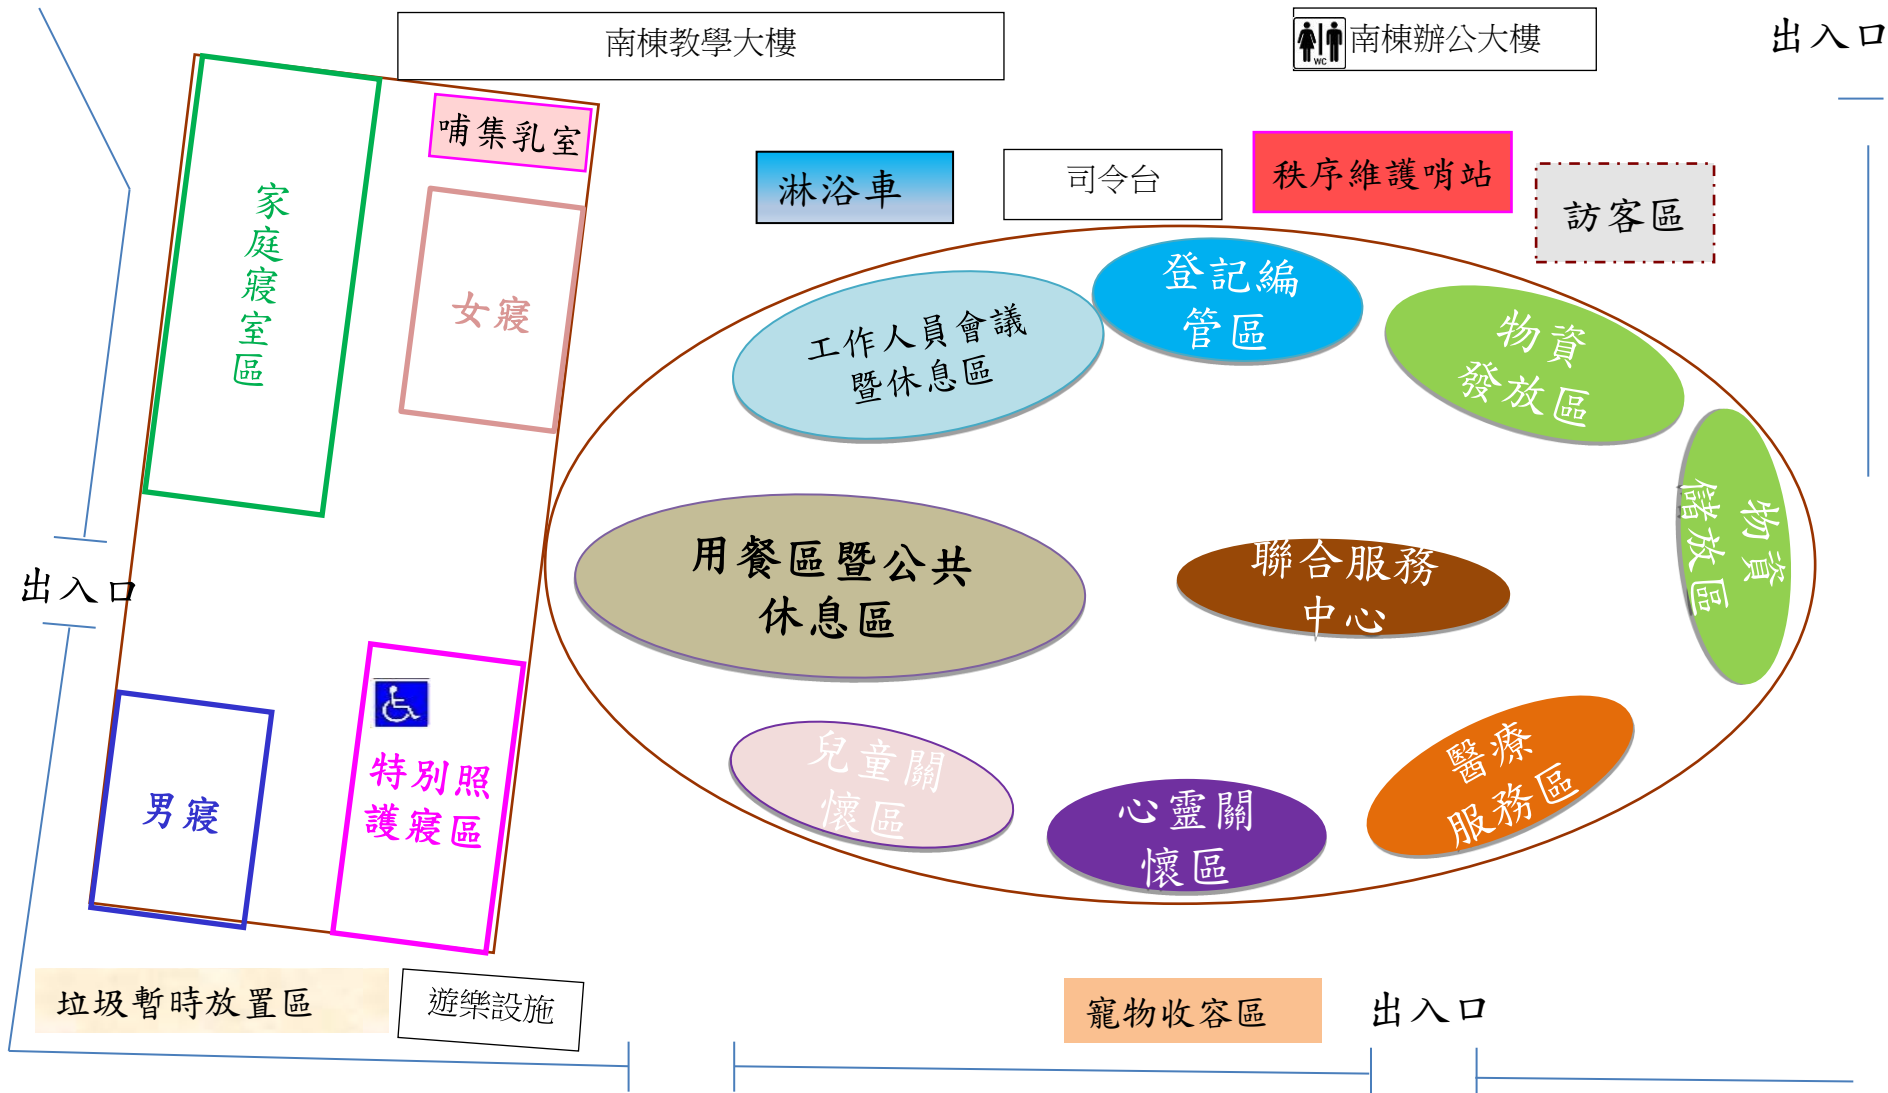 南棟教學大樓
WC
南棟辦公大樓
出入口
哺集乳室
淋浴車
司令台
秩序維護哨站
訪客區
家庭寢室區
女寢
工作人員會議
暨休息區
登記編
管區
物資
發放區
物資
儲放區
用餐區暨公共
休息區
聯合服務
中心
出入口
男寢
特別照
護寢區
兒童關
懷區
心靈關
懷區
醫療
服務區
垃圾暫時放置區
遊樂設施
寵物收容區
出入口